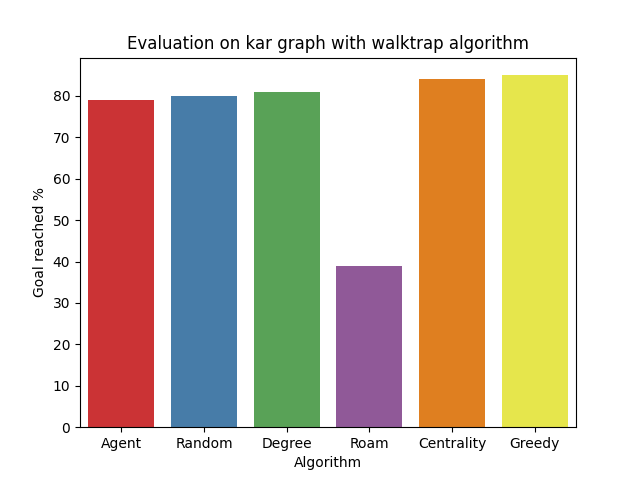 Evaluation on kar graph with walktrap algorithm
Goal reached %
80
70
60
50
40
30
20
10
0
Agent Random Degree Roam Centrality Greedy
Algorithm